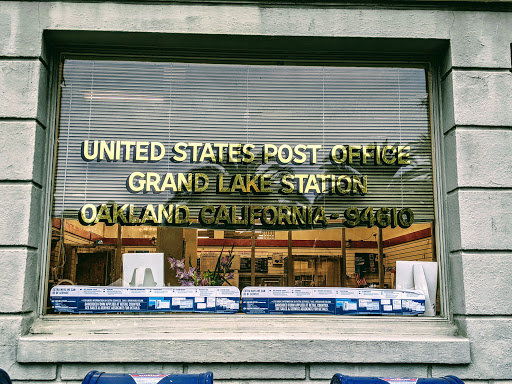 UNITED STATES POST OFFICE
GRAND LAKE STATION
OAKLAND, CALIFORNIA - 94610